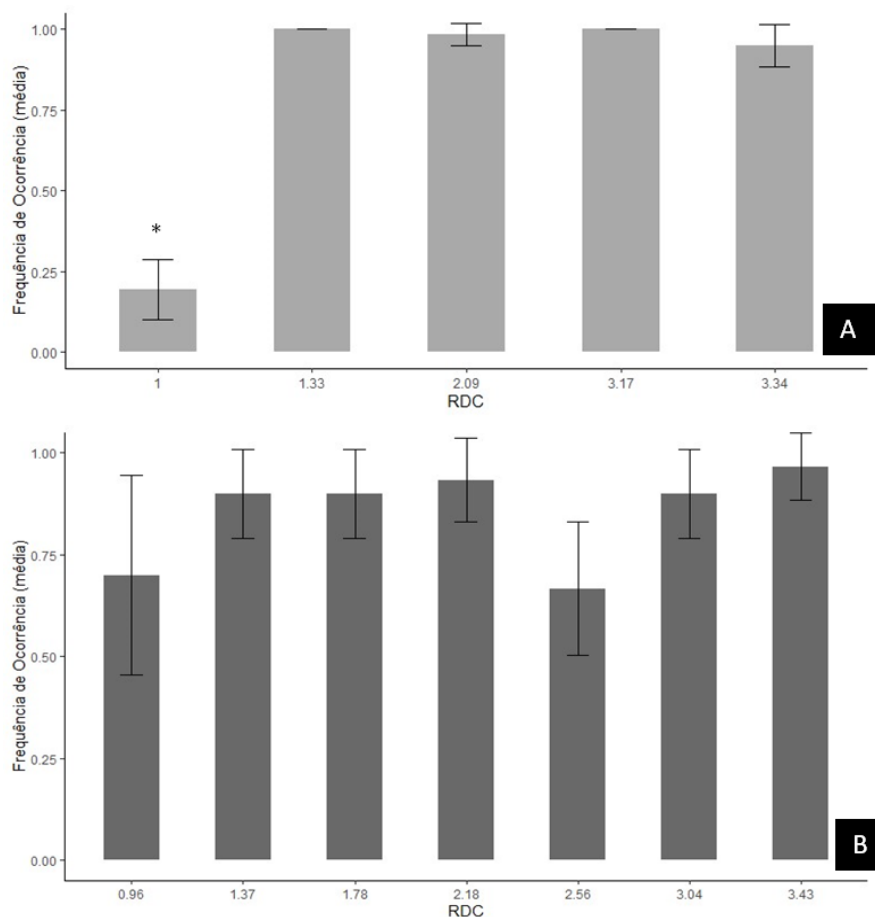 Frequência de Ocorrência (média)
1.00
0.75
0.50
0.25
0.00
*
A
1 1.33 2.09 3.17 3.34
RDC
Frequência de Ocorrência (média)
1.00
0.75
0.50
0.25
0.00
B
0.96 1.37 1.78 2.18 2.56 3.04 3.43
RDC